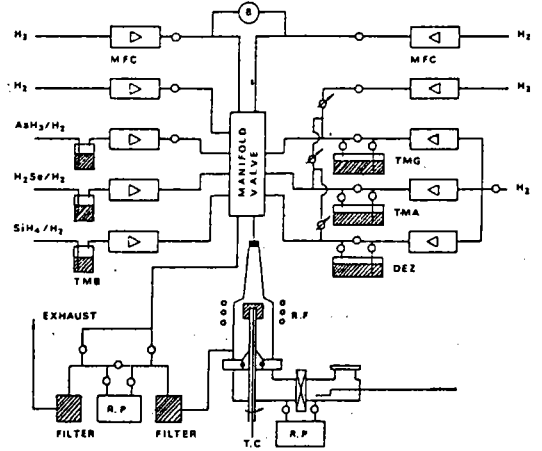 B
H₂ H₂
MFC MFC
H₂ H₂
AsH₃/H₂
MANIFOLD VALVE
TMG
H₂Se/H₂ H₂
TMA
SiH₄/H₂
TMB
DEZ
R.F
EXHAUST
R.P
FILTER FILTER
T.C R.P